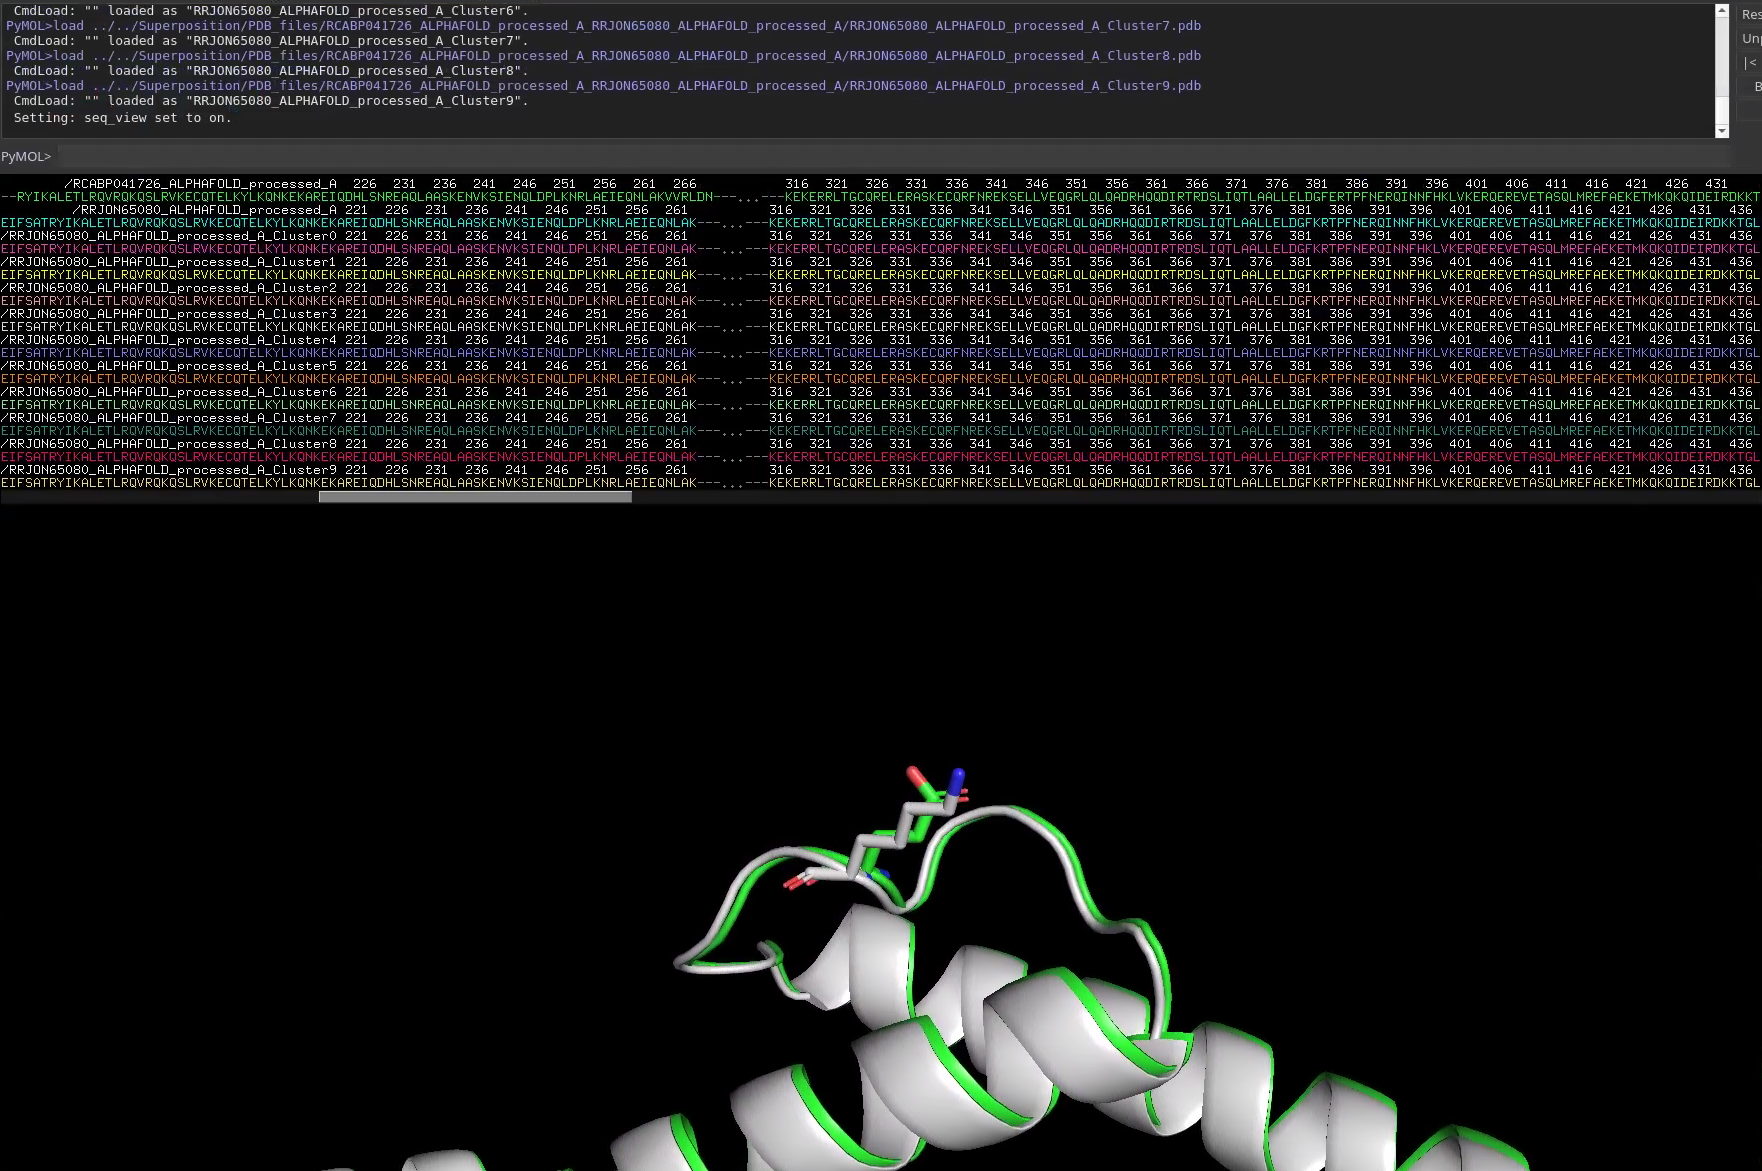 CmdLoad: "" loaded as "RRJON65080_ALPHAFOLD_processed_A_Cluster6".
PyMOL>load ../../Superposition/PDB_files/RCABP041726_ALPHAFOLD_processed_A_RRJON65080_ALPHAFOLD_processed_A/RRJON65080_ALPHAFOLD_processed_A_Cluster7.pdb
CmdLoad: "" loaded as "RRJON65080_ALPHAFOLD_processed_A_Cluster7".
PyMOL>load ../../Superposition/PDB_files/RCABP041726_ALPHAFOLD_processed_A_RRJON65080_ALPHAFOLD_processed_A/RRJON65080_ALPHAFOLD_processed_A_Cluster8.pdb
CmdLoad: "" loaded as "RRJON65080_ALPHAFOLD_processed_A_Cluster8".
PyMOL>load ../../Superposition/PDB_files/RCABP041726_ALPHAFOLD_processed_A_RRJON65080_ALPHAFOLD_processed_A/RRJON65080_ALPHAFOLD_processed_A_Cluster9.pdb
CmdLoad: "" loaded as "RRJON65080_ALPHAFOLD_processed_A_Cluster9".
Setting: seq_view set to on.
Res
Unp
|<
PyMOL>
/RCABP041726_ALPHAFOLD_processed_A 226 231 236 241 246 251 256 261 266 316 321 326 331 336 341 346 351 356 361 366 371 376 381 386 391 396 401 406 411 416 421 426 431
--RYIKALETLRQVRQKQSLRVKECQTELKYLKQNKEKAREIQDHLSNREAQLAASKENVKSIENQLDPLKNRLAEIEQNLAKVVRLDN---...---KEKERRLTGCQRELERASKECQRFNREKSELLVEQGRLQLQADRHQQDIRTRDSLIQTLAALLELDGFERTPFNERQINNFHKLVKERQEREVETASQLMREFAEKETMKQKQIDEIRDKKT
/RRJON65080_ALPHAFOLD_processed_A 221 226 231 236 241 246 251 256 261 316 321 326 331 336 341 346 351 356 361 366 371 376 381 386 391 396 401 406 411 416 421 426 431 436
EIFSATRYIKALETLRQVRQKQSLRVKECQTELKYLKQNKEKAREIQDHLSNREAQLAASKENVKSIENQLDPLKNRLAEIEQNLAK---...---KEKERRLTGCQRELERASKECQRFNREKSELLVEQGRLQLQADRHQQDIRTRDSLIQTLAALLELDGFKRTPFNERQINNFHKLVKERQEREVETASQLMREFAEKETMKQKQIDEIRDKKTGL
/RRJON65080_ALPHAFOLD_processed_A_Cluster0 221 226 231 236 241 246 251 256 261 316 321 326 331 336 341 346 351 356 361 366 371 376 381 386 391 396 401 406 411 416 421 426 431 436
EIFSATRYIKALETLRQVRQKQSLRVKECQTELKYLKQNKEKAREIQDHLSNREAQLAASKENVKSIENQLDPLKNRLAEIEQNLAK---...---KEKERRLTGCQRELERASKECQRFNREKSELLVEQGRLQLQADRHQQDIRTRDSLIQTLAALLELDGFKRTPFNERQINNFHKLVKERQEREVETASQLMREFAEKETMKQKQIDEIRDKKTGL
/RRJON65080_ALPHAFOLD_processed_A_Cluster1 221 226 231 236 241 246 251 256 261 316 321 326 331 336 341 346 351 356 361 366 371 376 381 386 391 396 401 406 411 416 421 426 431 436
EIFSATRYIKALETLRQVRQKQSLRVKECQTELKYLKQNKEKAREIQDHLSNREAQLAASKENVKSIENQLDPLKNRLAEIEQNLAK---...---KEKERRLTGCQRELERASKECQRFNREKSELLVEQGRLQLQADRHQQDIRTRDSLIQTLAALLELDGFKRTPFNERQINNFHKLVKERQEREVETASQLMREFAEKETMKQKQIDEIRDKKTGL
/RRJON65080_ALPHAFOLD_processed_A_Cluster2 221 226 231 236 241 246 251 256 261 316 321 326 331 336 341 346 351 356 361 366 371 376 381 386 391 396 401 406 411 416 421 426 431 436
EIFSATRYIKALETLRQVRQKQSLRVKECQTELKYLKQNKEKAREIQDHLSNREAQLAASKENVKSIENQLDPLKNRLAEIEQNLAK---...---KEKERRLTGCQRELERASKECQRFNREKSELLVEQGRLQLQADRHQQDIRTRDSLIQTLAALLELDGFKRTPFNERQINNFHKLVKERQEREVETASQLMREFAEKETMKQKQIDEIRDKKTGL
/RRJON65080_ALPHAFOLD_processed_A_Cluster3 221 226 231 236 241 246 251 256 261 316 321 326 331 336 341 346 351 356 361 366 371 376 381 386 391 396 401 406 411 416 421 426 431 436
EIFSATRYIKALETLRQVRQKQSLRVKECQTELKYLKQNKEKAREIQDHLSNREAQLAASKENVKSIENQLDPLKNRLAEIEQNLAK---...---KEKERRLTGCQRELERASKECQRFNREKSELLVEQGRLQLQADRHQQDIRTRDSLIQTLAALLELDGFKRTPFNERQINNFHKLVKERQEREVETASQLMREFAEKETMKQKQIDEIRDKKTGL
/RRJON65080_ALPHAFOLD_processed_A_Cluster4 221 226 231 236 241 246 251 256 261 316 321 326 331 336 341 346 351 356 361 366 371 376 381 386 391 396 401 406 411 416 421 426 431 436
EIFSATRYIKALETLRQVRQKQSLRVKECQTELKYLKQNKEKAREIQDHLSNREAQLAASKENVKSIENQLDPLKNRLAEIEQNLAK---...---KEKERRLTGCQRELERASKECQRFNREKSELLVEQGRLQLQADRHQQDIRTRDSLIQTLAALLELDGFKRTPFNERQINNFHKLVKERQEREVETASQLMREFAEKETMKQKQIDEIRDKKTGL
/RRJON65080_ALPHAFOLD_processed_A_Cluster5 221 226 231 236 241 246 251 256 261 316 321 326 331 336 341 346 351 356 361 366 371 376 381 386 391 396 401 406 411 416 421 426 431 436
EIFSATRYIKALETLRQVRQKQSLRVKECQTELKYLKQNKEKAREIQDHLSNREAQLAASKENVKSIENQLDPLKNRLAEIEQNLAK---...---KEKERRLTGCQRELERASKECQRFNREKSELLVEQGRLQLQADRHQQDIRTRDSLIQTLAALLELDGFKRTPFNERQINNFHKLVKERQEREVETASQLMREFAEKETMKQKQIDEIRDKKTGL
/RRJON65080_ALPHAFOLD_processed_A_Cluster6 221 226 231 236 241 246 251 256 261 316 321 326 331 336 341 346 351 356 361 366 371 376 381 386 391 396 401 406 411 416 421 426 431 436
EIFSATRYIKALETLRQVRQKQSLRVKECQTELKYLKQNKEKAREIQDHLSNREAQLAASKENVKSIENQLDPLKNRLAEIEQNLAK---...---KEKERRLTGCQRELERASKECQRFNREKSELLVEQGRLQLQADRHQQDIRTRDSLIQTLAALLELDGFKRTPFNERQINNFHKLVKERQEREVETASQLMREFAEKETMKQKQIDEIRDKKTGL
/RRJON65080_ALPHAFOLD_processed_A_Cluster7 221 226 231 236 241 246 251 256 261 316 321 326 331 336 341 346 351 356 361 366 371 376 381 386 391 396 401 406 411 416 421 426 431 436
EIFSATRYIKALETLRQVRQKQSLRVKECQTELKYLKQNKEKAREIQDHLSNREAQLAASKENVKSIENQLDPLKNRLAEIEQNLAK---...---KEKERRLTGCQRELERASKECQRFNREKSELLVEQGRLQLQADRHQQDIRTRDSLIQTLAALLELDGFKRTPFNERQINNFHKLVKERQEREVETASQLMREFAEKETMKQKQIDEIRDKKTGL
/RRJON65080_ALPHAFOLD_processed_A_Cluster8 221 226 231 236 241 246 251 256 261 316 321 326 331 336 341 346 351 356 361 366 371 376 381 386 391 396 401 406 411 416 421 426 431 436
EIFSATRYIKALETLRQVRQKQSLRVKECQTELKYLKQNKEKAREIQDHLSNREAQLAASKENVKSIENQLDPLKNRLAEIEQNLAK---...---KEKERRLTGCQRELERASKECQRFNREKSELLVEQGRLQLQADRHQQDIRTRDSLIQTLAALLELDGFKRTPFNERQINNFHKLVKERQEREVETASQLMREFAEKETMKQKQIDEIRDKKTGL
/RRJON65080_ALPHAFOLD_processed_A_Cluster9 221 226 231 236 241 246 251 256 261 316 321 326 331 336 341 346 351 356 361 366 371 376 381 386 391 396 401 406 411 416 421 426 431 436
EIFSATRYIKALETLRQVRQKQSLRVKECQTELKYLKQNKEKAREIQDHLSNREAQLAASKENVKSIENQLDPLKNRLAEIEQNLAK---...---KEKERRLTGCQRELERASKECQRFNREKSELLVEQGRLQLQADRHQQDIRTRDSLIQTLAALLELDGFKRTPFNERQINNFHKLVKERQEREVETASQLMREFAEKETMKQKQIDEIRDKKTGL